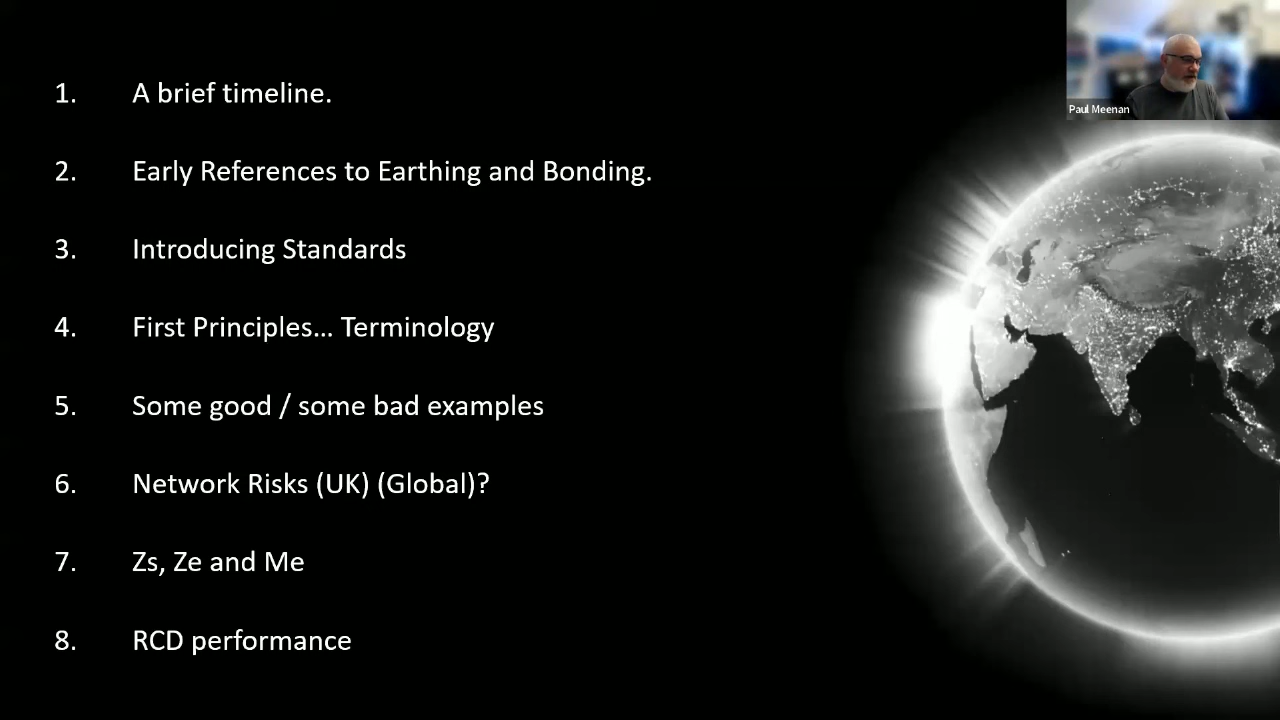 1. A brief timeline.
2. Early References to Earthing and Bonding.
3. Introducing Standards
4. First Principles... Terminology
5. Some good / some bad examples
6. Network Risks (UK) (Global)?
7. Zs, Ze and Me
8. RCD performance
Paul Meenan